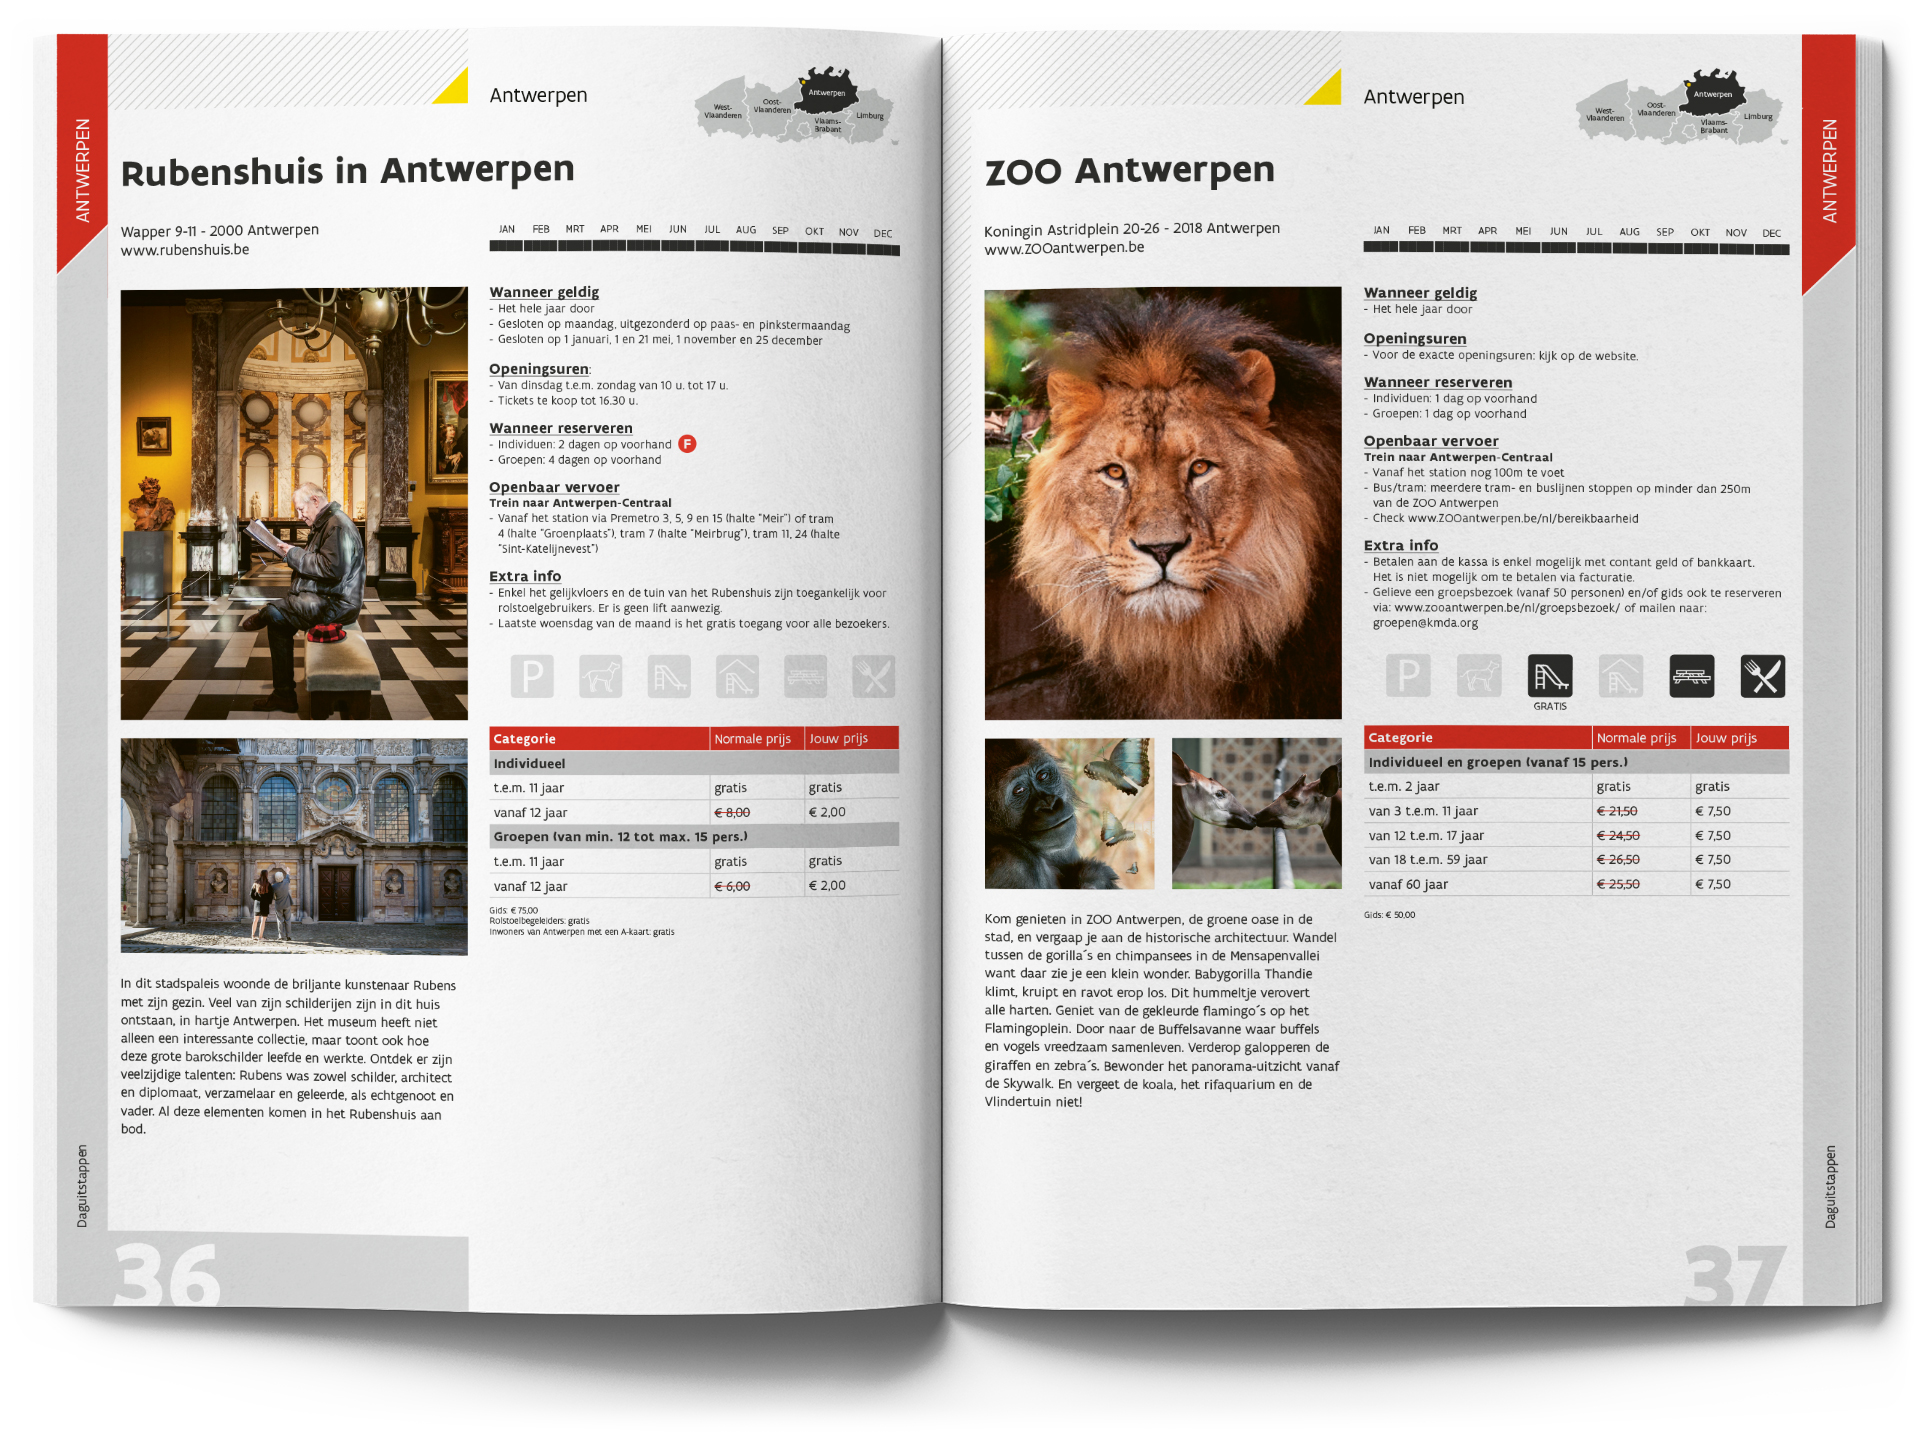 ANTWERPEN
Antwerpen
West-
Vlaanderen
Oost-
Vlaanderen
Antwerpen
Vlaams-
Brabant
Limburg
Rubenshuis in Antwerpen
Wapper 9-11 - 2000 Antwerpen
www.rubenshuis.be
JAN FEB MRT APR MEI JUN JUL AUG SEP OKT NOV DEC
Wanneer geldig
- Het hele jaar door
- Gesloten op maandag, uitgezonderd op paas- en pinkstermaandag
- Gesloten op 1 januari, 1 en 21 mei, 1 november en 25 december
Openingsuren:
- Van dinsdag t.e.m. zondag van 10 u. tot 17 u.
- Tickets te koop tot 16.30 u.
Wanneer reserveren
- Individuen: 2 dagen op voorhand F
- Groepen: 4 dagen op voorhand
Openbaar vervoer
Trein naar Antwerpen-Centraal
- Vanaf het station via Premetro 3, 5, 9 en 15 (halte "Meir") of tram
4 (halte "Groenplaats"), tram 7 (halte "Meirbrug"), tram 11, 24 (halte
"Sint-Katelijnevest")
Extra info
- Enkel het gelijkvloers en de tuin van het Rubenshuis zijn toegankelijk voor
rolstoelgebruikers. Er is geen lift aanwezig.
- Laatste woensdag van de maand is het gratis toegang voor alle bezoekers.
P
Categorie Normale prijs Jouw prijs
Individueel
t.e.m. 11 jaar gratis gratis
vanaf 12 jaar € 8,00 € 2,00
Groepen (van min. 12 tot max. 15 pers.)
t.e.m. 11 jaar gratis gratis
vanaf 12 jaar € 6,00 € 2,00
Gids: € 75,00
Rolstoelbegeleiders: gratis
Inwoners van Antwerpen met een A-kaart: gratis
In dit stadspaleis woonde de briljante kunstenaar Rubens
met zijn gezin. Veel van zijn schilderijen zijn in dit huis
ontstaan, in hartje Antwerpen. Het museum heeft niet
alleen een interessante collectie, maar toont ook hoe
deze grote barokschilder leefde en werkte. Ontdek er zijn
veelzijdige talenten: Rubens was zowel schilder, architect
en diplomaat, verzamelaar en geleerde, als echtgenoot en
vader. Al deze elementen komen in het Rubenshuis aan
bod.
Daguitstappen
36
Antwerpen
West-
Vlaanderen
Oost-
Vlaanderen
Antwerpen
Vlaams-
Brabant
Limburg
ANTWERPEN
ZOO Antwerpen
Koningin Astridplein 20-26 - 2018 Antwerpen
www.ZOOantwerpen.be
JAN FEB MRT APR MEI JUN JUL AUG SEP OKT NOV DEC
Wanneer geldig
- Het hele jaar door
Openingsuren
- Voor de exacte openingsuren: kijk op de website.
Wanneer reserveren
- Individuen: 1 dag op voorhand
- Groepen: 1 dag op voorhand
Openbaar vervoer
Trein naar Antwerpen-Centraal
- Vanaf het station nog 100m te voet
- Bus/tram: meerdere tram- en buslijnen stoppen op minder dan 250m
van de ZOO Antwerpen
- Check www.ZOOantwerpen.be/nl/bereikbaarheid
Extra info
- Betalen aan de kassa is enkel mogelijk met contant geld of bankkaart.
Het is niet mogelijk om te betalen via facturatie.
- Gelieve een groepsbezoek (vanaf 50 personen) en/of gids ook te reserveren
via: www.zooantwerpen.be/nl/groepsbezoek/ of mailen naar:
groepen@kmda.org
P
GRATIS
Categorie Normale prijs Jouw prijs
Individueel en groepen (vanaf 15 pers.)
t.e.m. 2 jaar gratis gratis
van 3 t.e.m. 11 jaar € 21,50 € 7,50
van 12 t.e.m. 17 jaar € 24,50 € 7,50
van 18 t.e.m. 59 jaar € 26,50 € 7,50
vanaf 60 jaar € 25,50 € 7,50
Gids: € 50,00
Kom genieten in ZOO Antwerpen, de groene oase in de
stad, en vergaap je aan de historische architectuur. Wandel
tussen de gorilla´s en chimpansees in de Mensapenvallei
want daar zie je een klein wonder. Babygorilla Thandie
klimt, kruipt en ravot erop los. Dit hummeltje verovert
alle harten. Geniet van de gekleurde flamingo´s op het
Flamingoplein. Door naar de Buffelsavanne waar buffels
en vogels vreedzaam samenleven. Verderop galopperen de
giraffen en zebra´s. Bewonder het panorama-uitzicht vanaf
de Skywalk. En vergeet de koala, het rifaquarium en de
Vlindertuin niet!
Daguitstappen
37